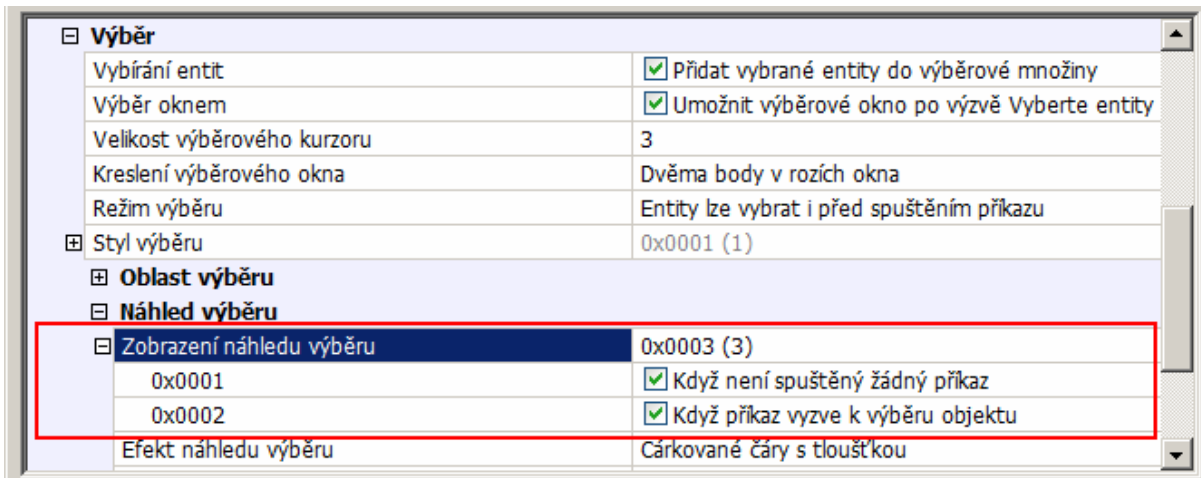 Výběr
Vybírání entit Přidat vybrané entity do výběrové množiny
Výběr oknem Umožnit výběrové okno po výzvě Vyberte entity
Velikost výběrového kurzoru 3
Kreslení výběrového okna Dvěma body v rozích okna
Režim výběru Entity lze vybrat i před spuštěním příkazu
Styl výběru 0x0001 (1)
Oblast výběru
Náhled výběru
Zobrazení náhledu výběru 0x0003 (3)
0x0001 Když není spuštěný žádný příkaz
0x0002 Když příkaz vyzve k výběru objektu
Efekt náhledu výběru Čárkované čáry s tloušťkou